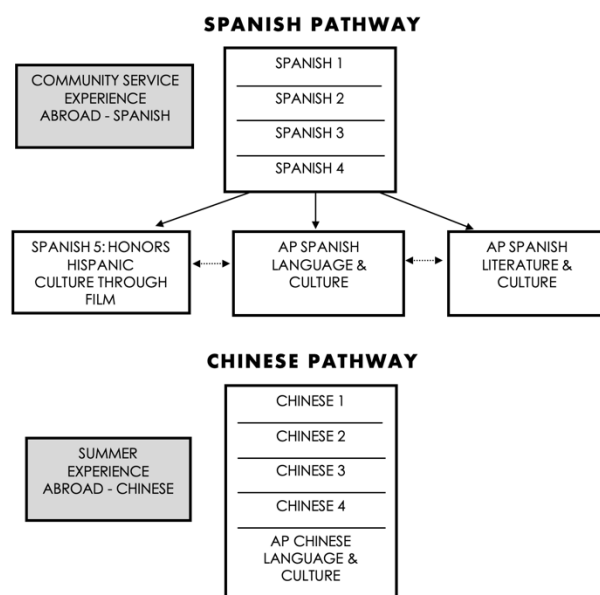 SPANISH PATHWAY
COMMUNITY SERVICE
EXPERIENCE
ABROAD - SPANISH
SPANISH 1
SPANISH 2
SPANISH 3
SPANISH 4
SPANISH 5: HONORS
HISPANIC
CULTURE THROUGH
FILM
AP SPANISH
LANGUAGE &
CULTURE
AP SPANISH
LITERATURE &
CULTURE
CHINESE PATHWAY
SUMMER
EXPERIENCE
ABROAD - CHINESE
CHINESE 1
CHINESE 2
CHINESE 3
CHINESE 4
AP CHINESE
LANGUAGE &
CULTURE